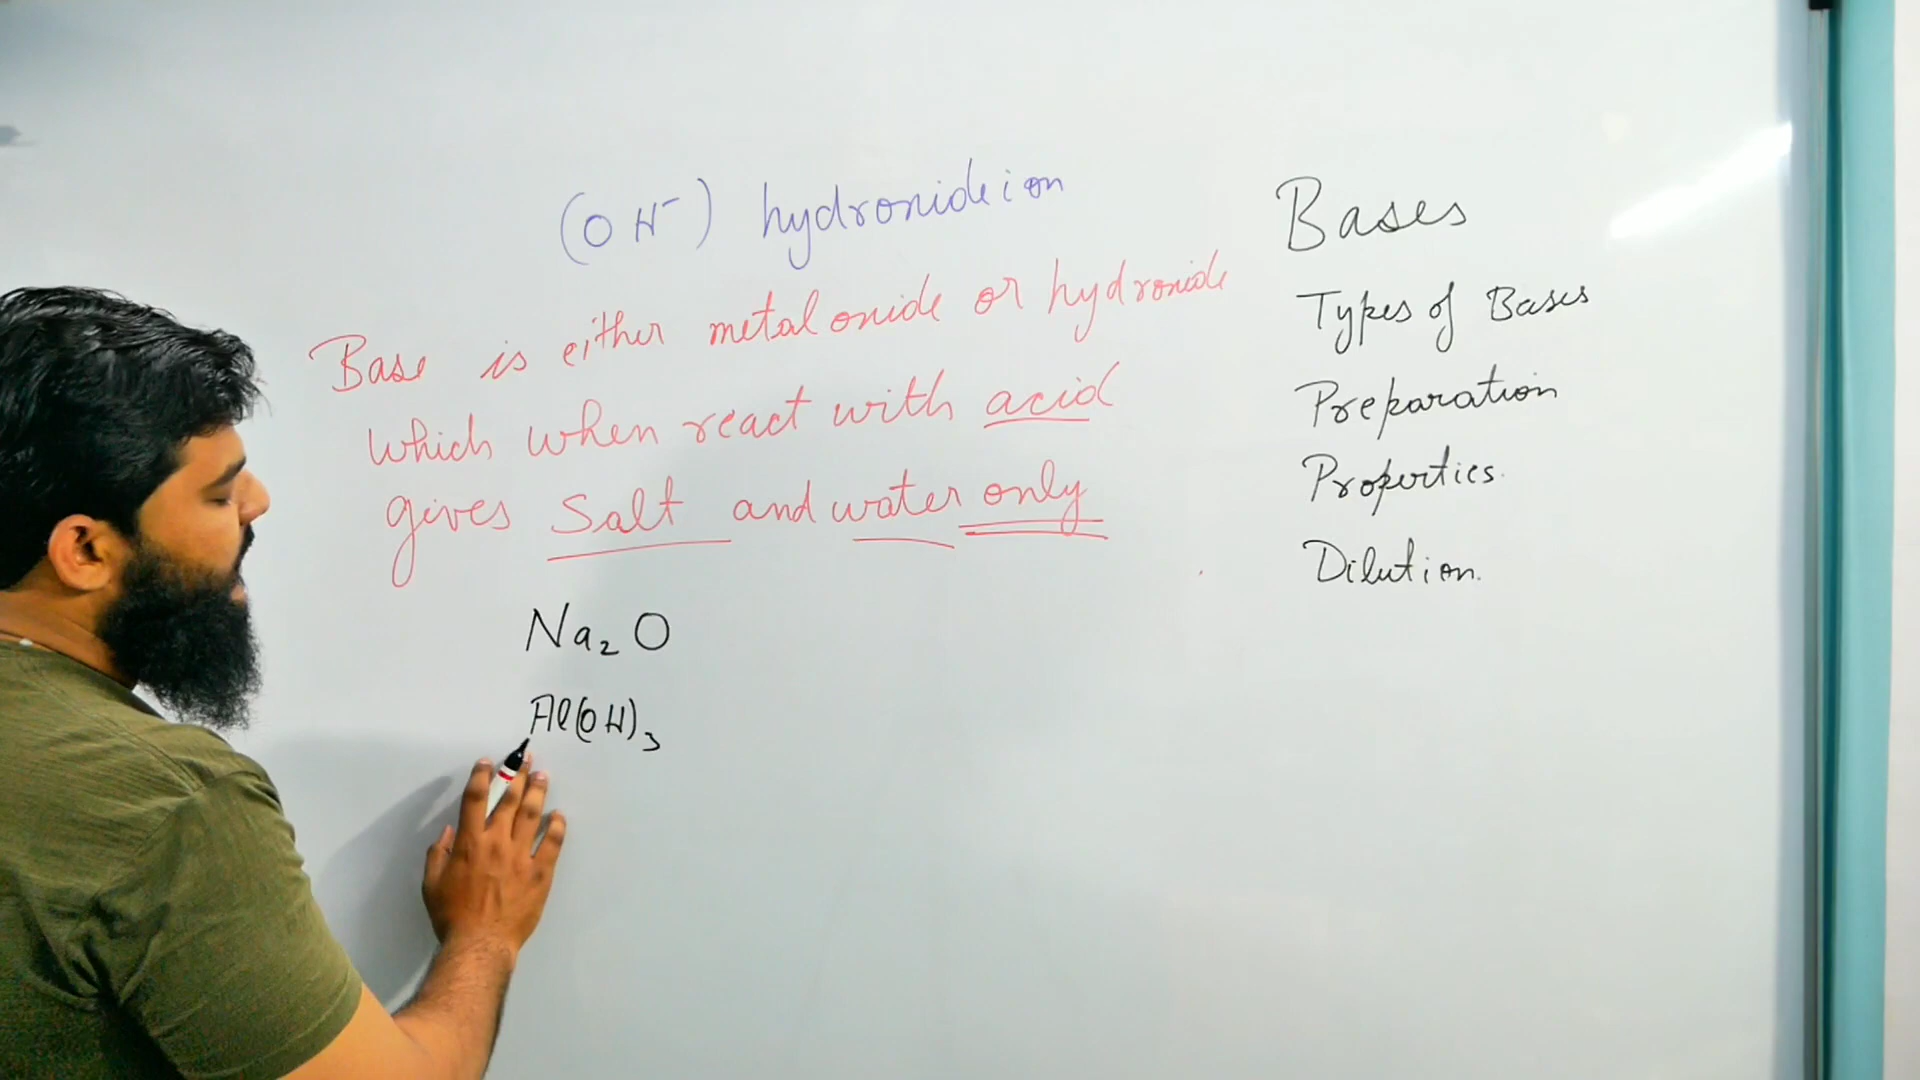 (OH⁻) hydroxide ion
Base is either metal oxide or hydroxide
which when react with acid
gives salt and water only
Na₂O
Al(OH)₃
Bases
Types of Bases
Preparation
Properties.
Dilution.